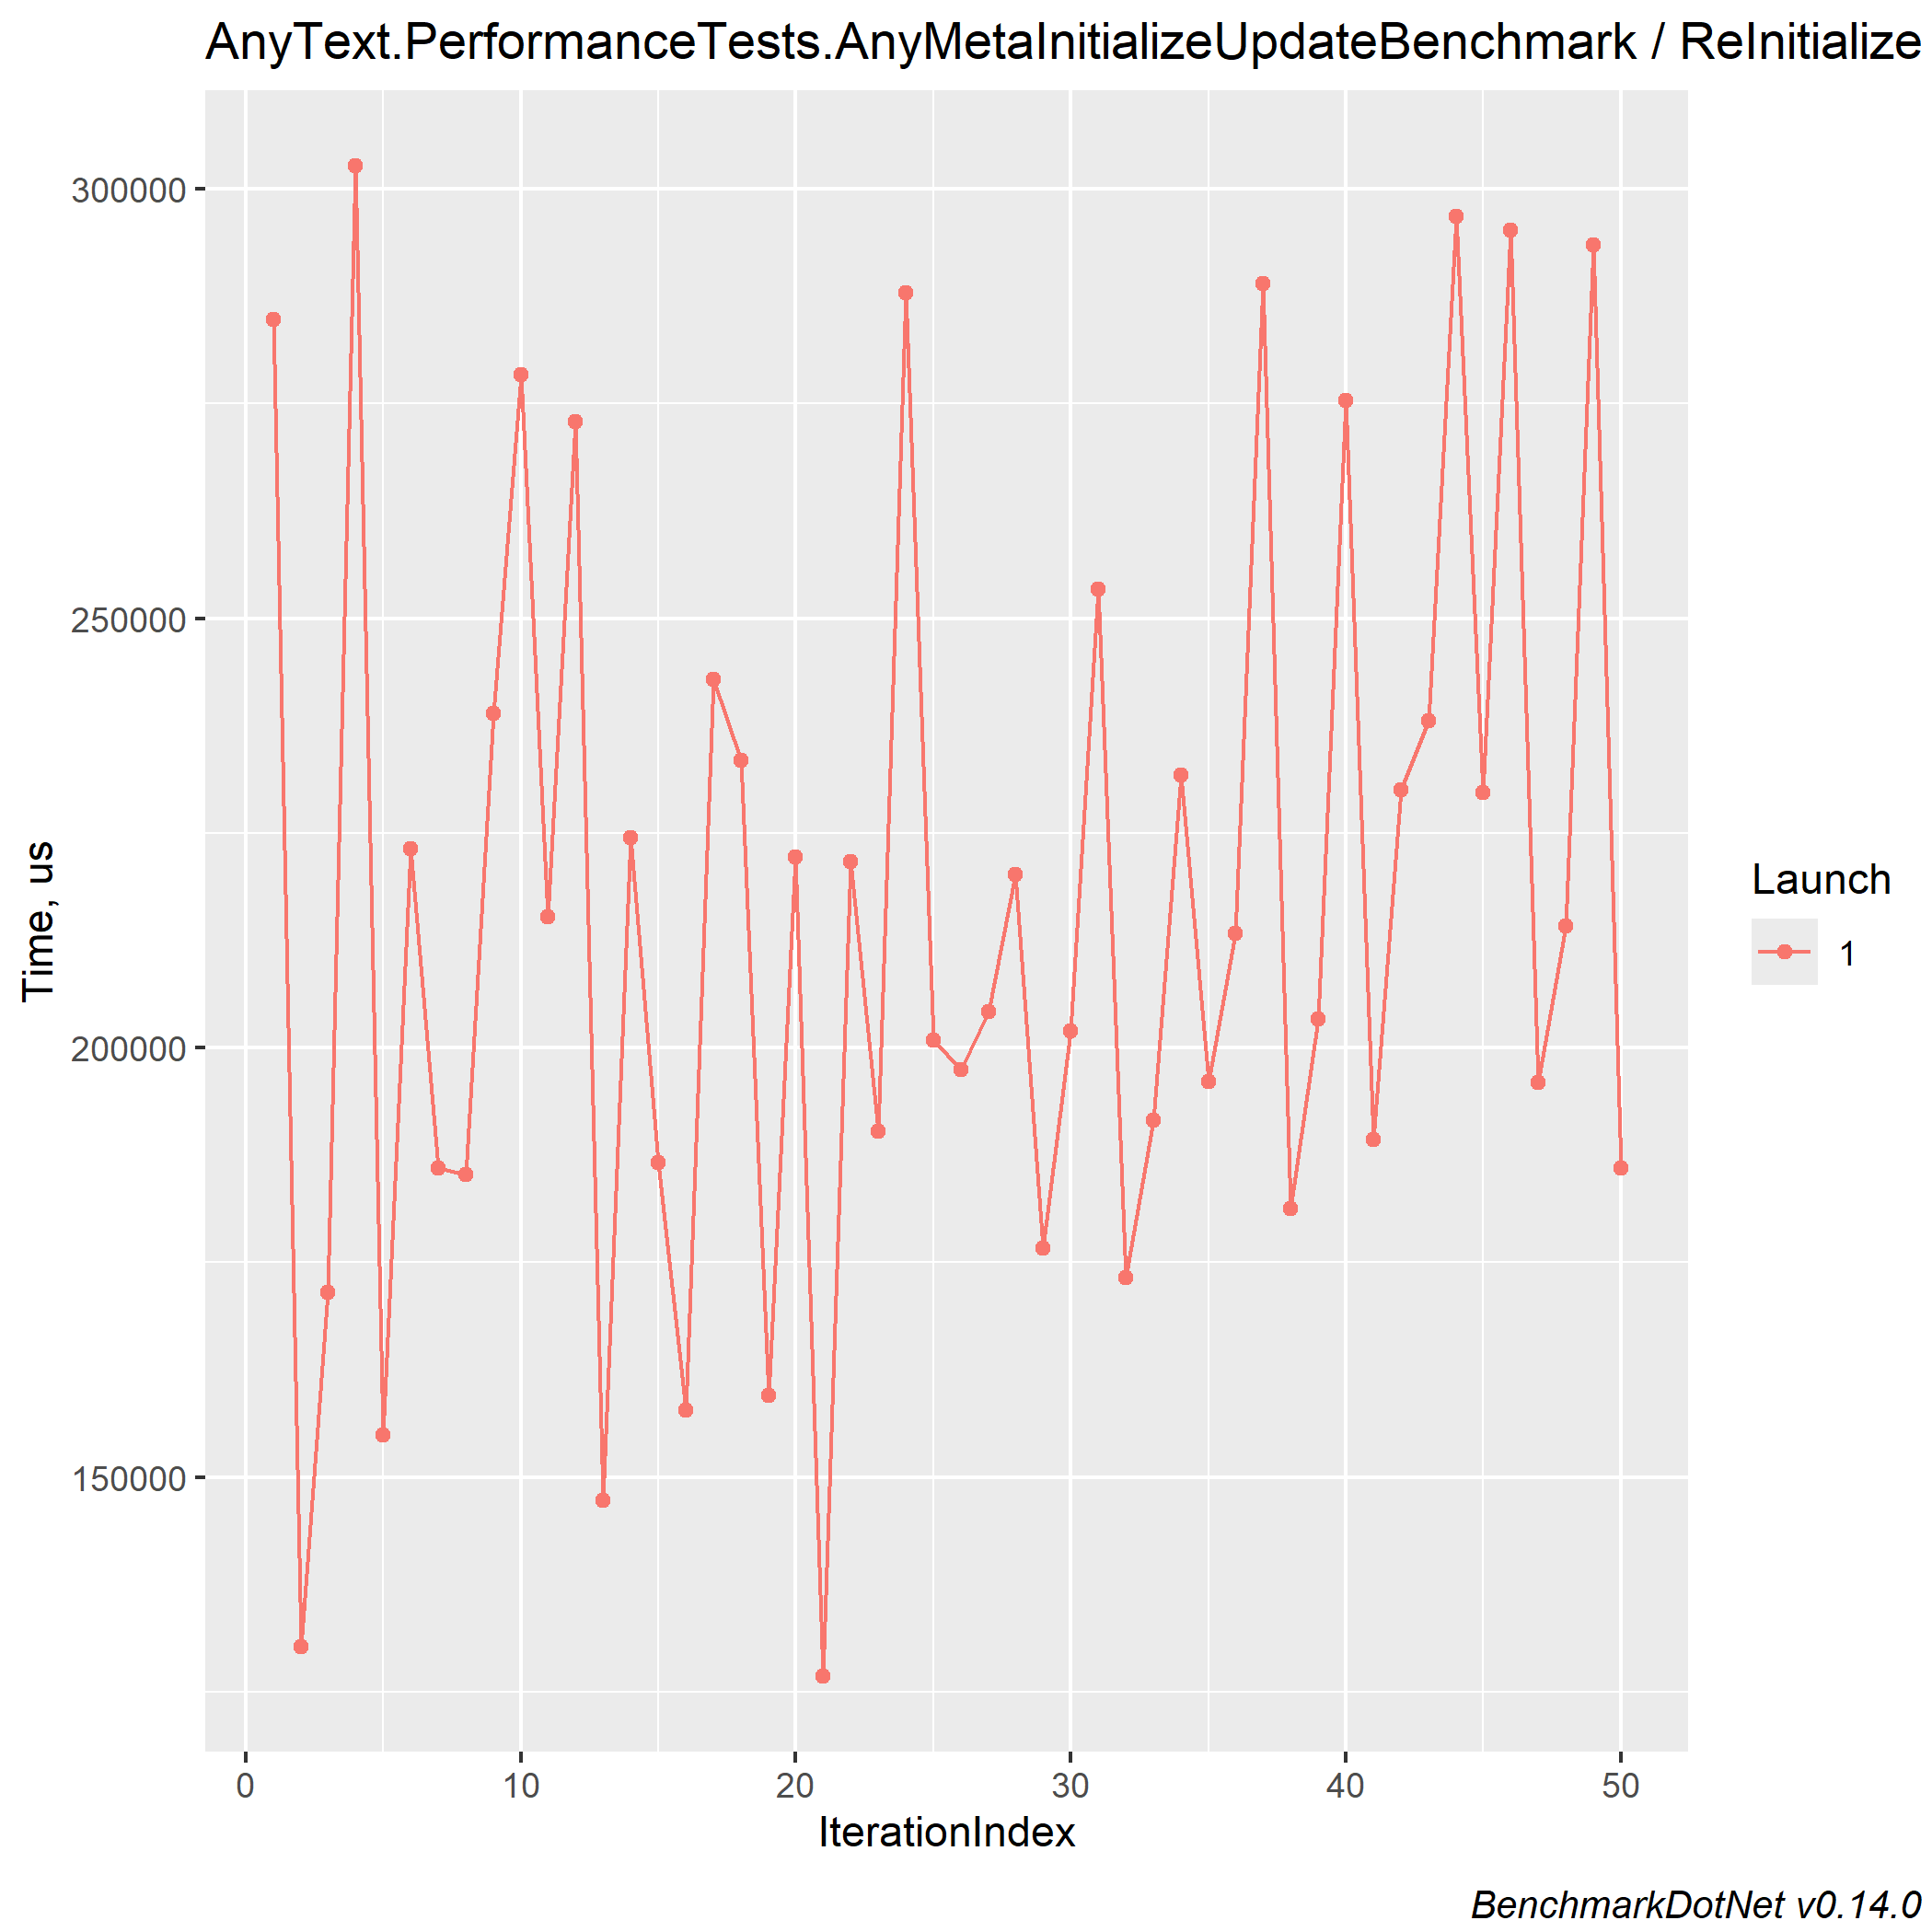 AnyText.PerformanceTests.AnyMetaInitializeUpdateBenchmark / ReInitialize
300000
250000
200000
150000
Time, us
0 10 20 30 40 50
IterationIndex
Launch
1
BenchmarkDotNet v0.14.0